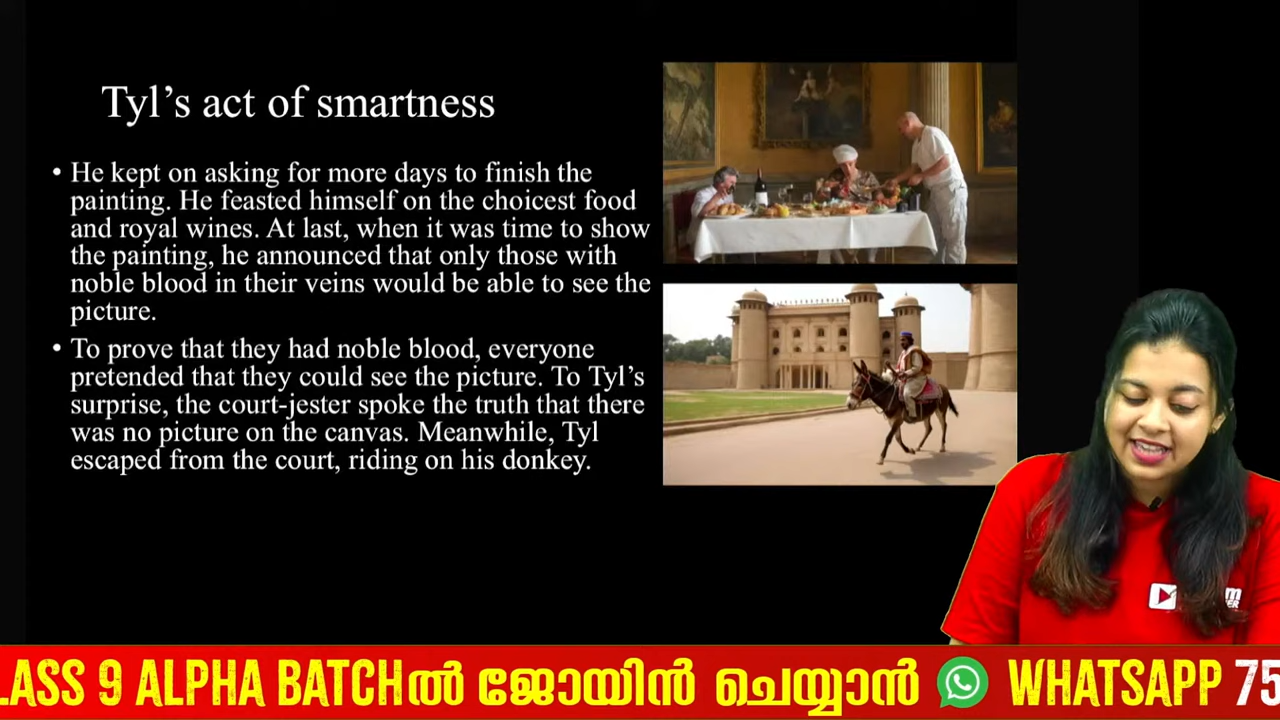 Tyl’s act of smartness
• He kept on asking for more days to finish the
painting. He feasted himself on the choicest food
and royal wines. At last, when it was time to show
the painting, he announced that only those with
noble blood in their veins would be able to see the
picture.
• To prove that they had noble blood, everyone
pretended that they could see the picture. To Tyl’s
surprise, the court-jester spoke the truth that there
was no picture on the canvas. Meanwhile, Tyl
escaped from the court, riding on his donkey.
LASS 9 ALPHA BATCHൽ ജോയിൻ ചെയ്യാൻ WHATSAPP 75